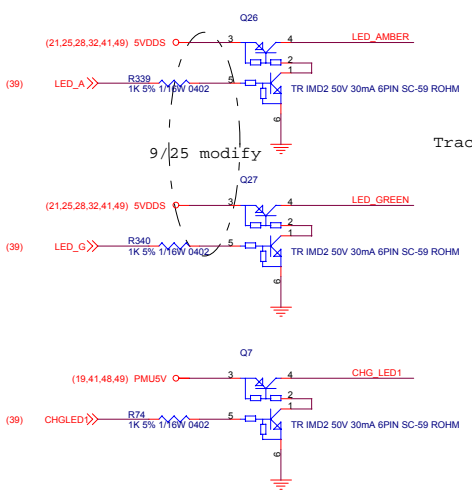 Q26
(21,25,28,32,41,49) 5VDDS 3 4 LED_AMBER
2
1
(39) LED_A R339 5
1K 5% 1/16W 0402 TR IMD2 50V 30mA 6PIN SC-59 ROHM
6
Trac
9/25 modify
Q27
(21,25,28,32,41,49) 5VDDS 3 4 LED_GREEN
2
1
(39) LED_G R340 5
1K 5% 1/16W 0402 TR IMD2 50V 30mA 6PIN SC-59 ROHM
6
Q7
(19,41,48,49) PMU5V 3 4 CHG_LED1
2
1
(39) CHGLED1 R74 5
1K 5% 1/16W 0402 TR IMD2 50V 30mA 6PIN SC-59 ROHM
6